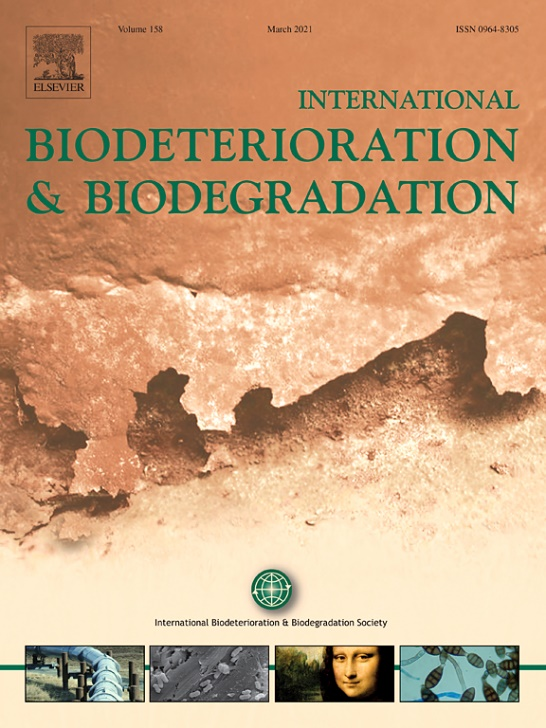 Volume 158 March 2021 ISSN 0964-8305
ELSEVIER
INTERNATIONAL
BIODETERIORATION
& BIODEGRADATION
International Biodeterioration & Biodegradation Society